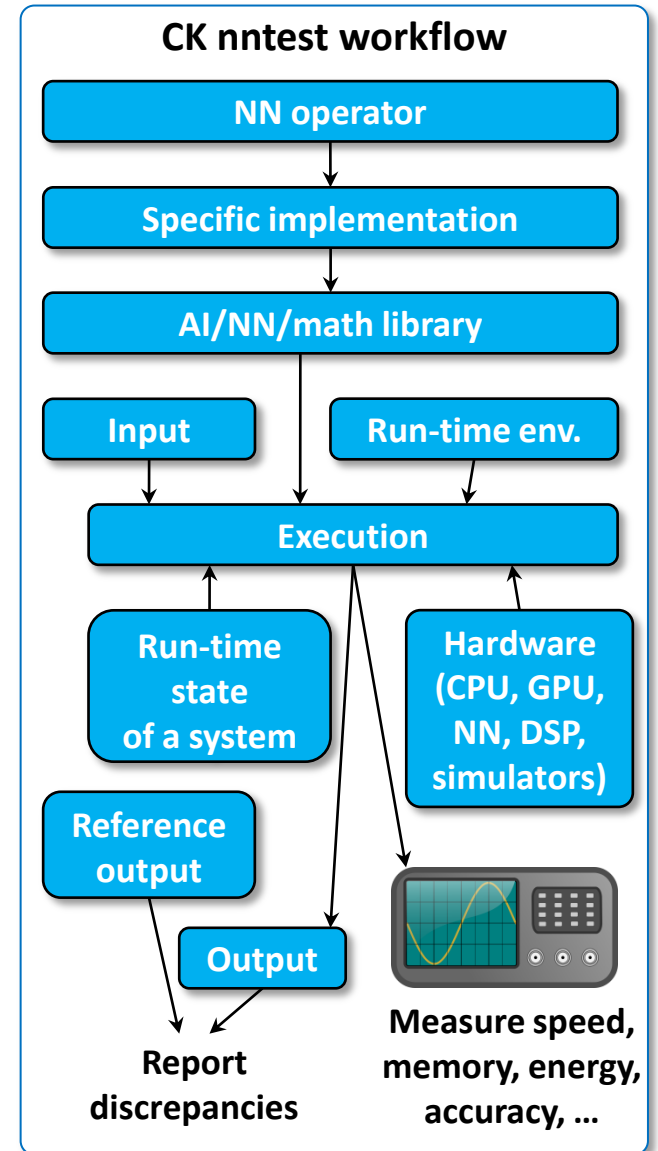 CK nntest workflow
NN operator
Specific implementation
AI/NN/math library
Input
Run-time env.
Execution
Run-time
state
of a system
Hardware
(CPU, GPU,
NN, DSP,
simulators)
Reference
output
Output
Report
discrepancies
Measure speed,
memory, energy,
accuracy, ...